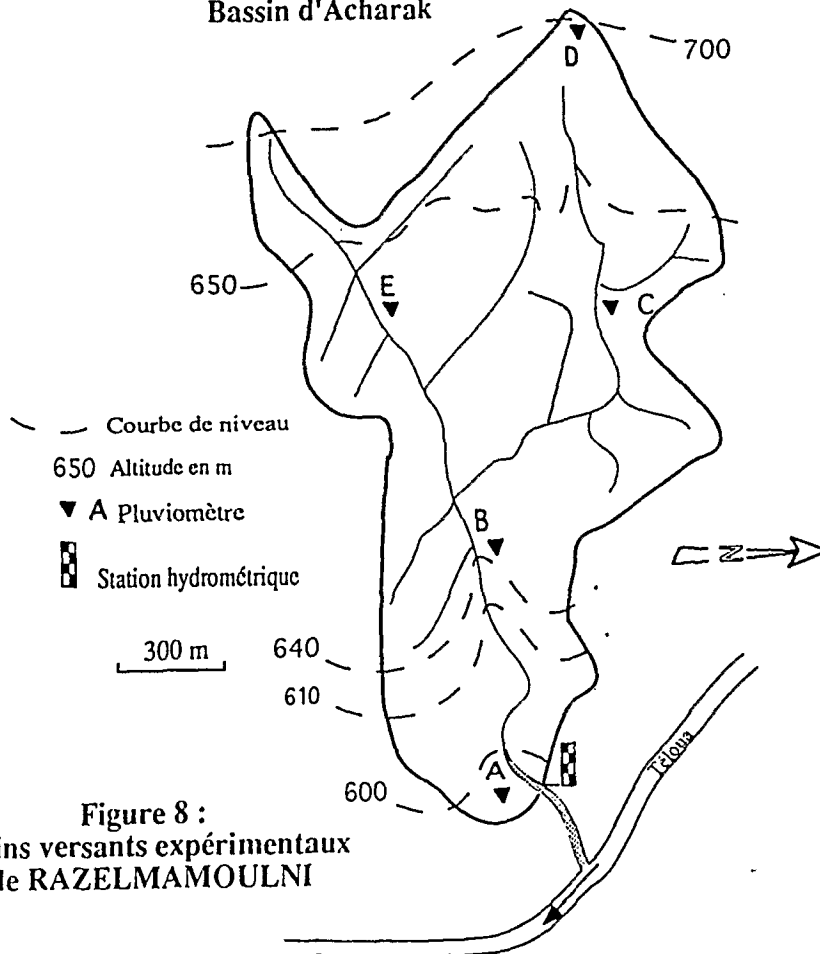 Bassin d'Acharak
D
700
650
E
C
Courbe de niveau
650 Altitude en m
A Pluviomètre
B
Station hydrométrique
N
300 m
640
610
Téloua
A
600
Figure 8 :
ins versants expérimentaux
le RAZELMAMOULNI